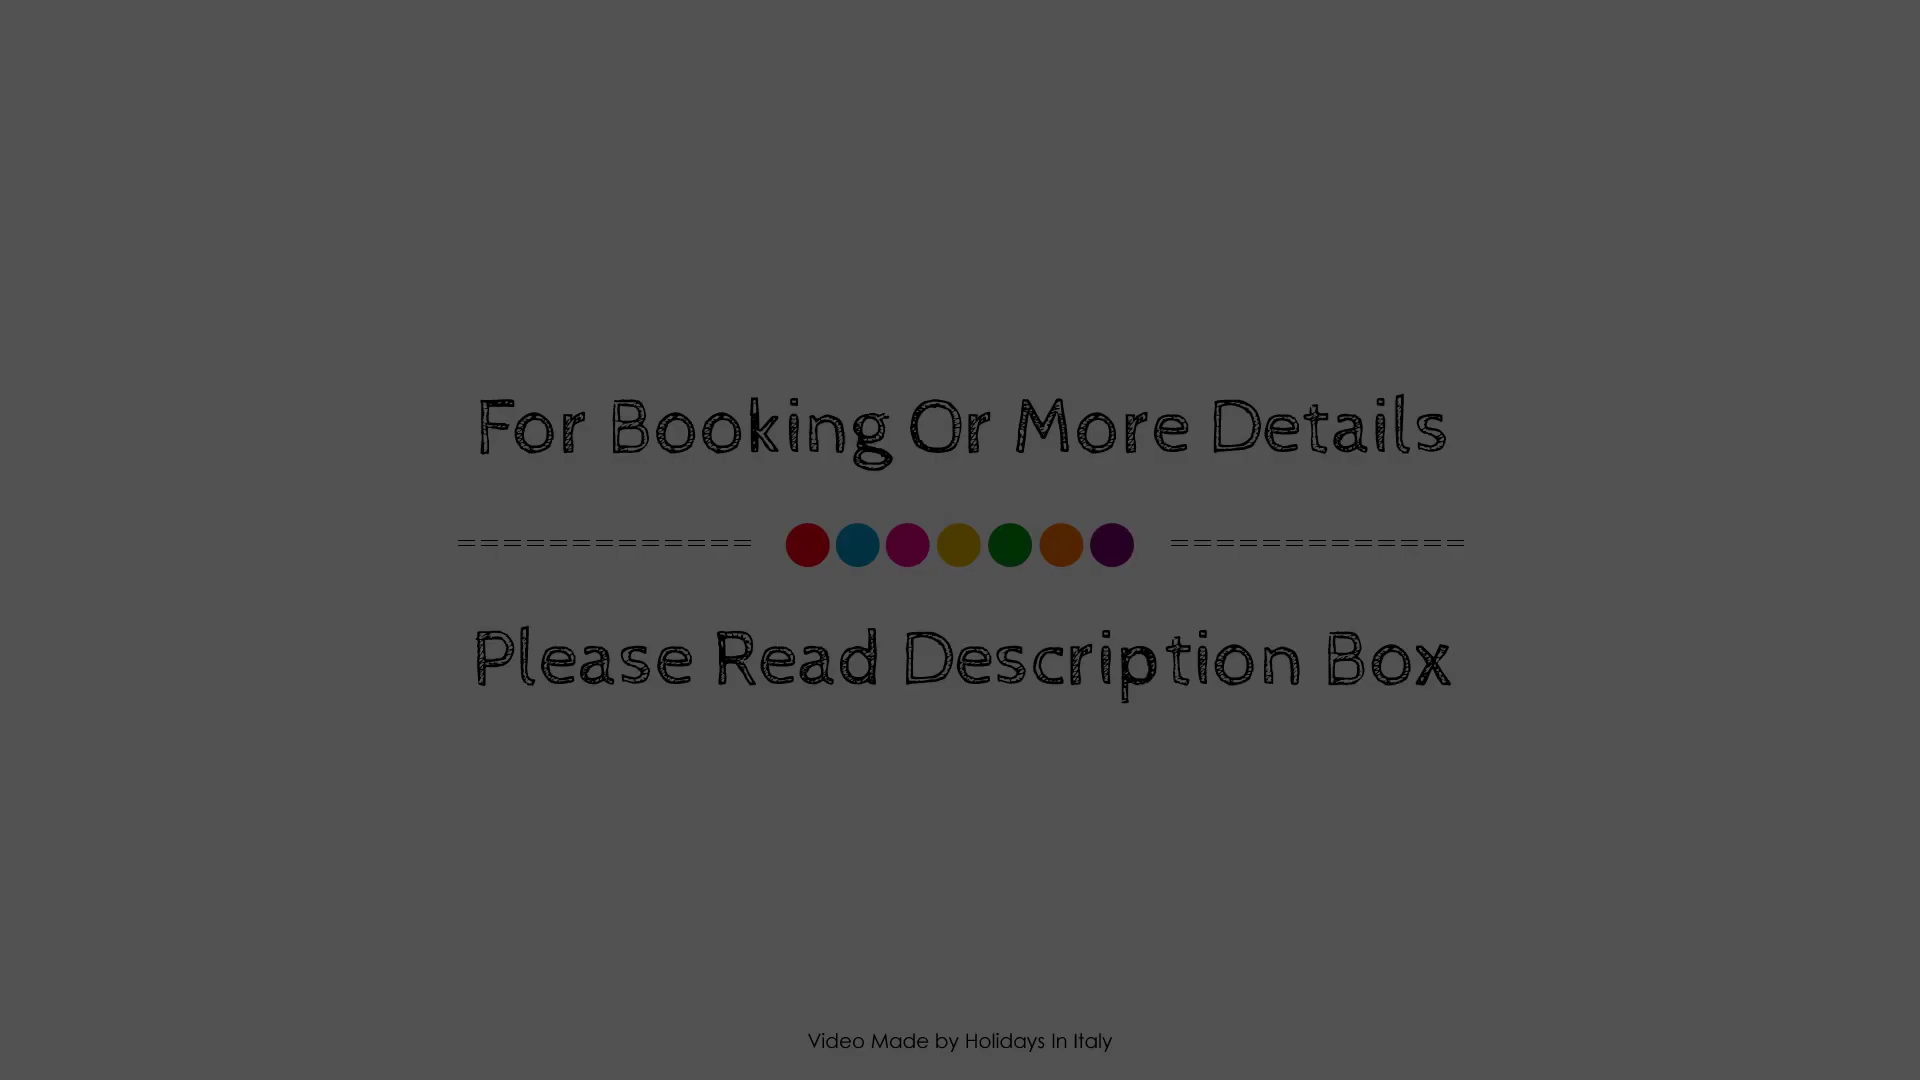 For Booking Or More Details
============= =============
Please Read Description Box
Video Made by Holidays In Italy